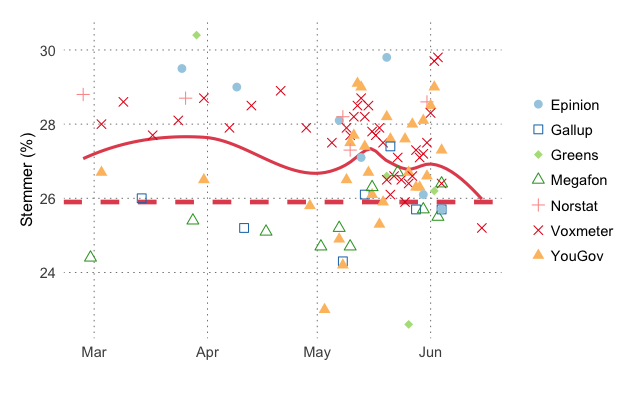 Stemmer (%)
30
28
26
24
Mar
Apr
May
Jun
Epinion
Gallup
Greens
Megafon
Norstat
Voxmeter
YouGov